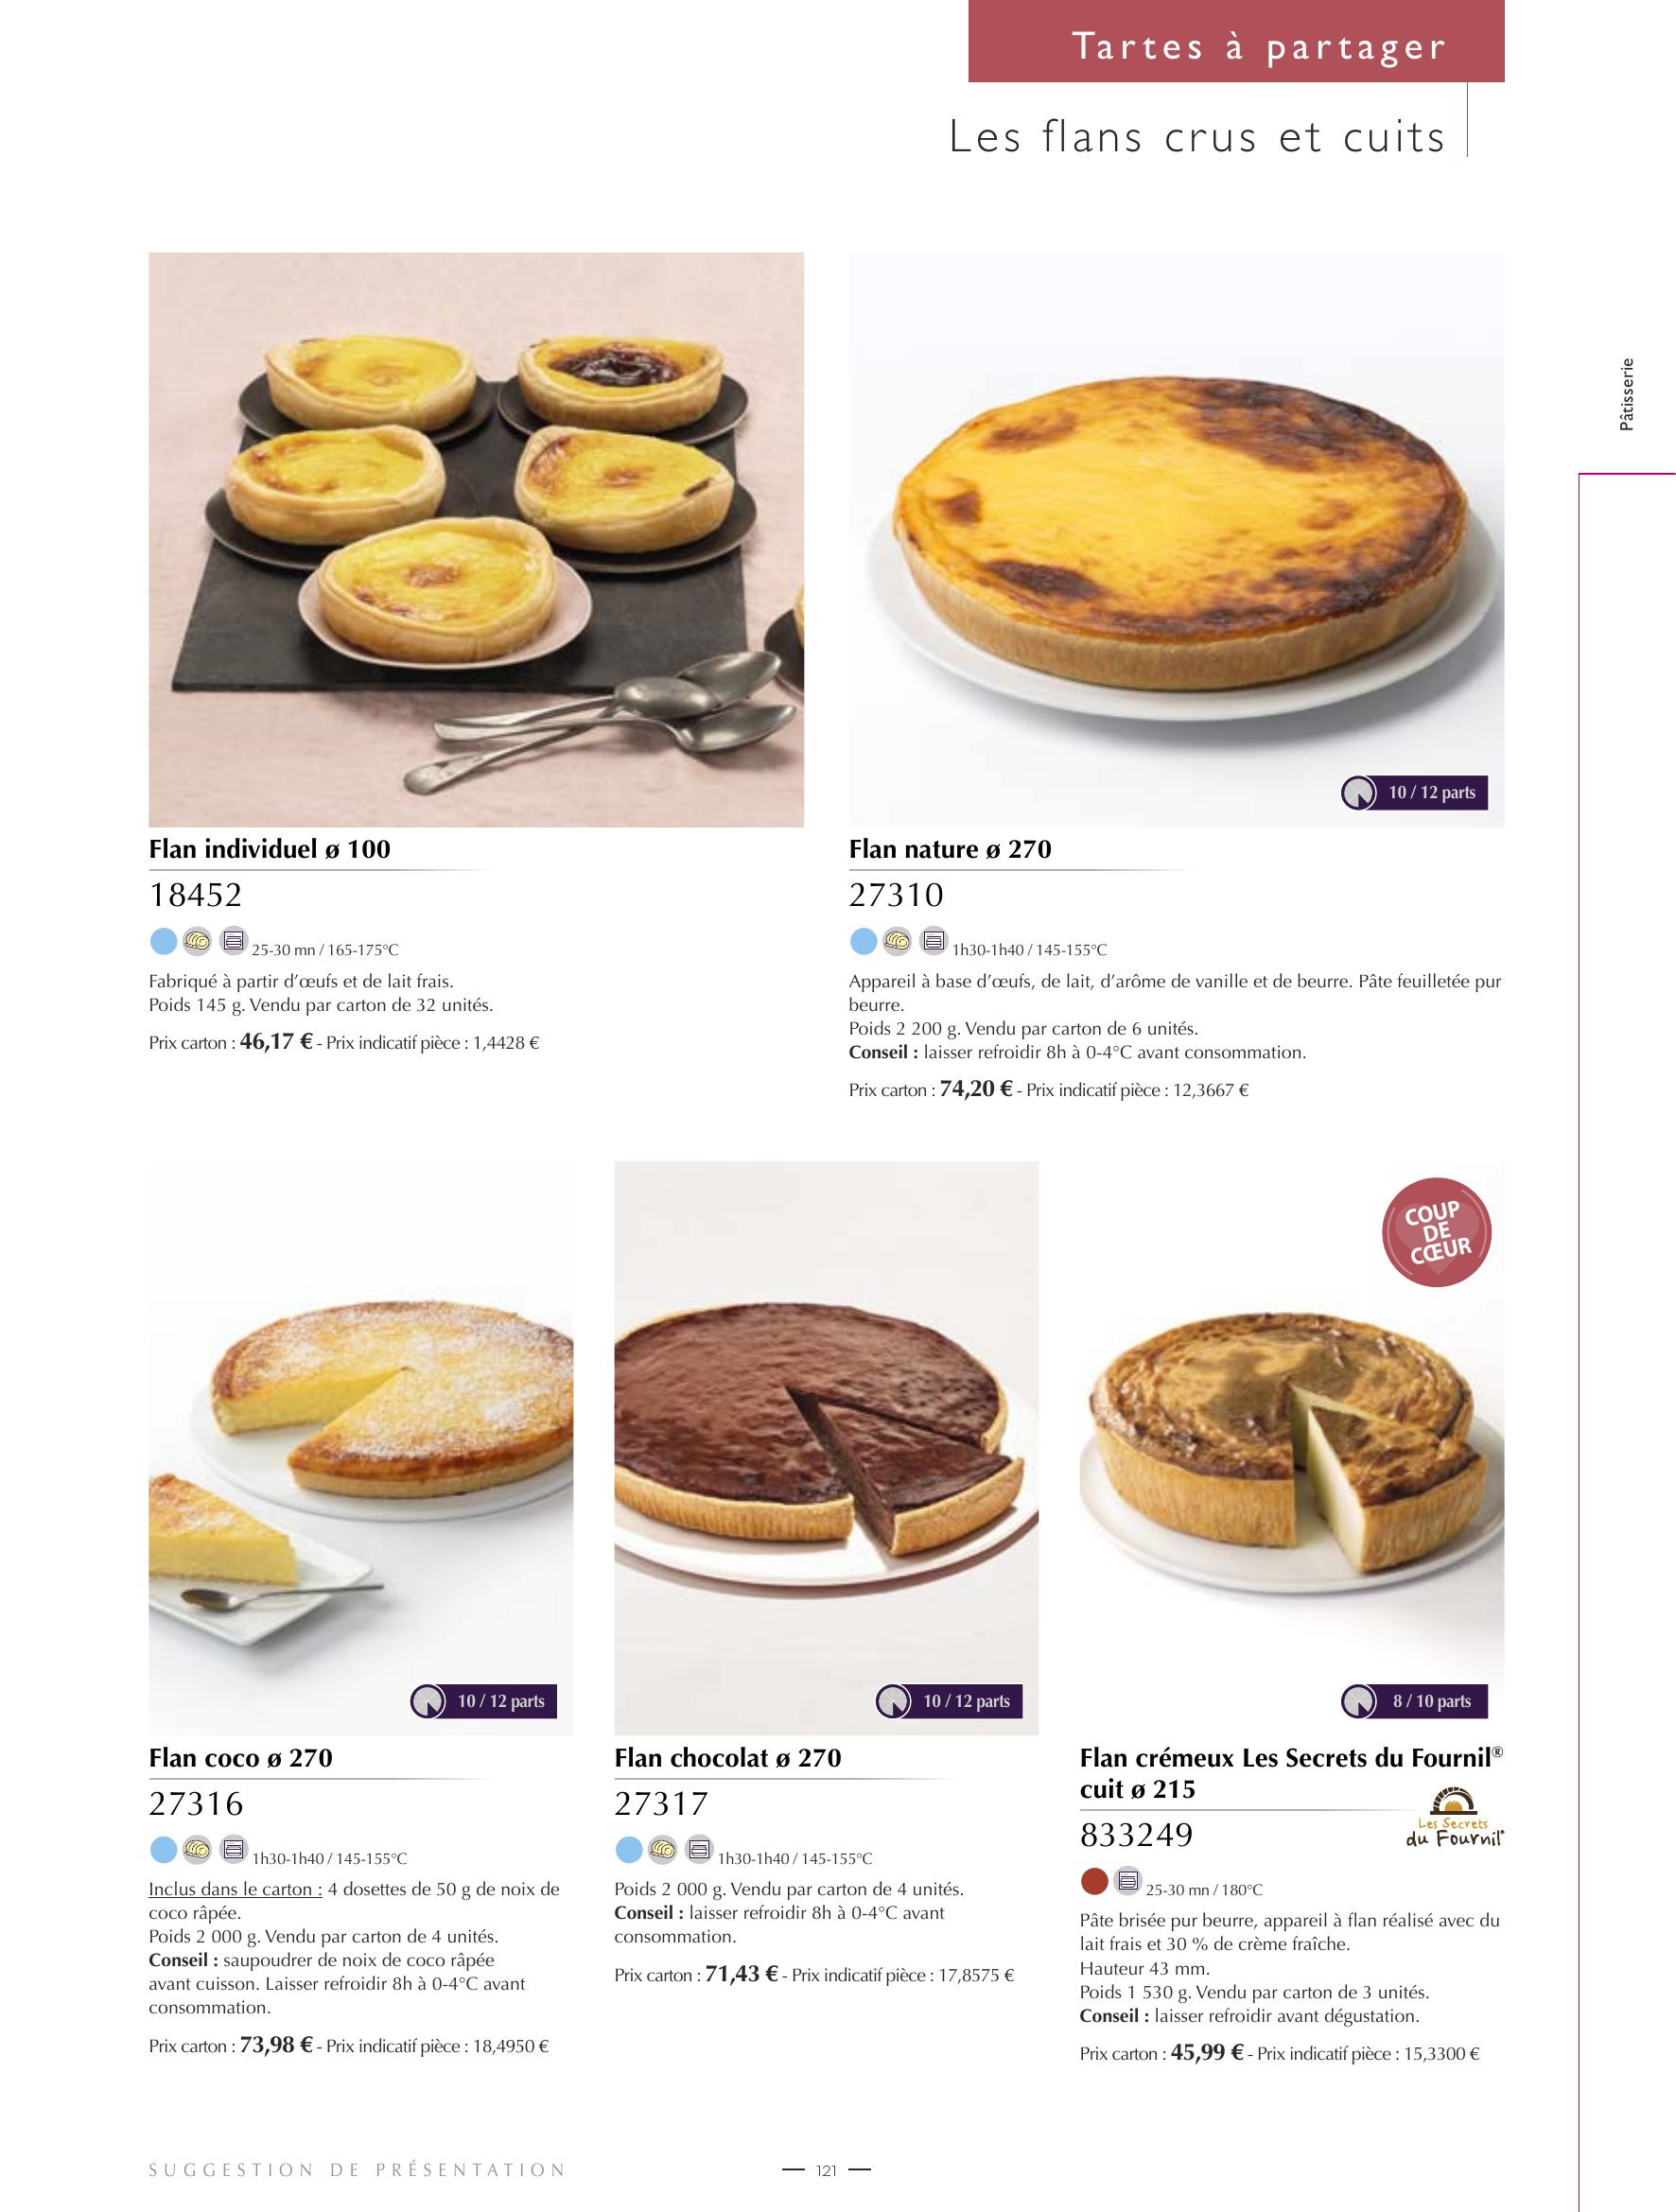 Tartes à partager
Les flans crus et cuits
Pâtisserie
10 / 12 parts
Flan individuel ø 100
18452
25-30 mn / 165-175°C
Fabriqué à partir d’œufs et de lait frais.
Poids 145 g. Vendu par carton de 32 unités.
Prix carton : 46,17 € - Prix indicatif pièce : 1,4428 €
Flan nature ø 270
27310
1h30-1h40 / 145-155°C
Appareil à base d’œufs, de lait, d’arôme de vanille et de beurre. Pâte feuilletée pur
beurre.
Poids 2 200 g. Vendu par carton de 6 unités.
Conseil : laisser refroidir 8h à 0-4°C avant consommation.
Prix carton : 74,20 € - Prix indicatif pièce : 12,3667 €
COUP
DE
CŒUR
10 / 12 parts
10 / 12 parts
8 / 10 parts
Flan coco ø 270
27316
1h30-1h40 / 145-155°C
Inclus dans le carton : 4 dosettes de 50 g de noix de
coco râpée.
Poids 2 000 g. Vendu par carton de 4 unités.
Conseil : saupoudrer de noix de coco râpée
avant cuisson. Laisser refroidir 8h à 0-4°C avant
consommation.
Prix carton : 73,98 € - Prix indicatif pièce : 18,4950 €
Flan chocolat ø 270
27317
1h30-1h40 / 145-155°C
Poids 2 000 g. Vendu par carton de 4 unités.
Conseil : laisser refroidir 8h à 0-4°C avant
consommation.
Prix carton : 71,43 € - Prix indicatif pièce : 17,8575 €
Flan crémeux Les Secrets du Fournil®
cuit ø 215
833249
Les Secrets
du Fournil®
25-30 mn / 180°C
Pâte brisée pur beurre, appareil à flan réalisé avec du
lait frais et 30 % de crème fraîche.
Hauteur 43 mm.
Poids 1 530 g. Vendu par carton de 3 unités.
Conseil : laisser refroidir avant dégustation.
Prix carton : 45,99 € - Prix indicatif pièce : 15,3300 €
SUGGESTION DE PRÉSENTATION
121